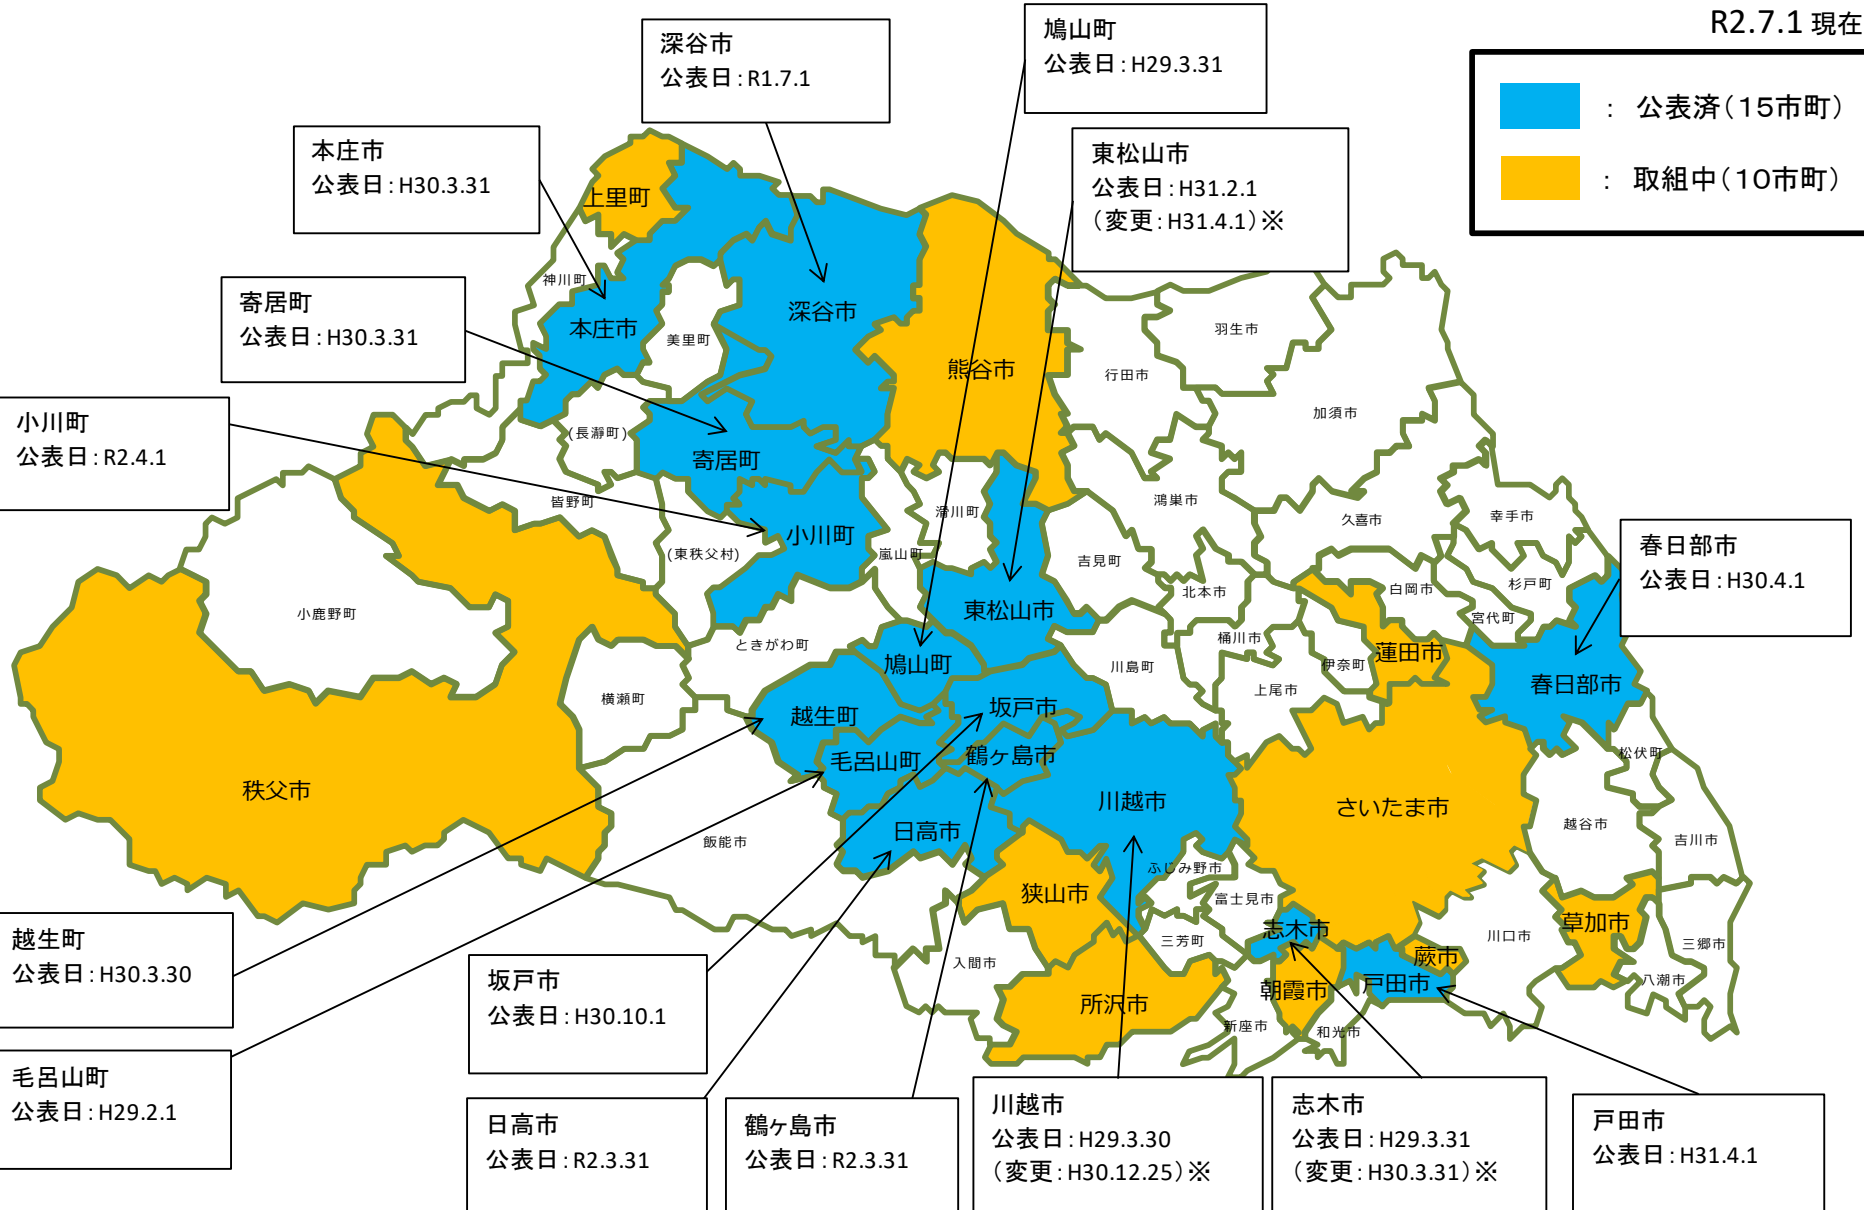 R2.7.1 現在
：公表済（15市町）
：取組中（10市町）
深谷市
公表日：R1.7.1
鳩山町
公表日：H29.3.31
本庄市
公表日：H30.3.31
東松山市
公表日：H31.2.1
（変更：H31.4.1）※
寄居町
公表日：H30.3.31
小川町
公表日：R2.4.1
春日部市
公表日：H30.4.1
越生町
公表日：H30.3.30
毛呂山町
公表日：H29.2.1
坂戸市
公表日：H30.10.1
日高市
公表日：R2.3.31
鶴ヶ島市
公表日：R2.3.31
川越市
公表日：H29.3.30
（変更：H30.12.25）※
志木市
公表日：H29.3.31
（変更：H30.3.31）※
戸田市
公表日：H31.4.1
上里町
神川町
本庄市
美里町
深谷市
熊谷市
行田市
羽生市
加須市
(長瀞町)
寄居町
皆野町
小川町
(東秩父村)
嵐山町
滑川町
吉見町
鴻巣市
久喜市
幸手市
小鹿野町
ときがわ町
東松山市
北本市
白岡市
杉戸町
宮代町
桶川市
伊奈町
蓮田市
春日部市
横瀬町
鳩山町
川島町
上尾市
越生町
坂戸市
毛呂山町
鶴ヶ島市
松伏町
秩父市
川越市
さいたま市
越谷市
吉川市
飯能市
日高市
狭山市
ふじみ野市
富士見市
三芳町
志木市
川口市
草加市
三郷市
八潮市
蕨市
戸田市
入間市
所沢市
朝霞市
新座市
和光市